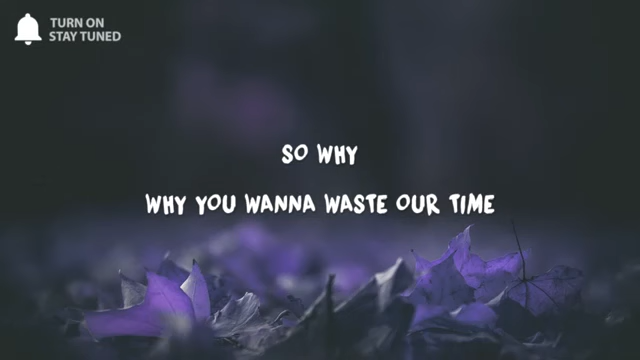 TURN ON
STAY TUNED
SO WHY
WHY YOU WANNA WASTE OUR TIME